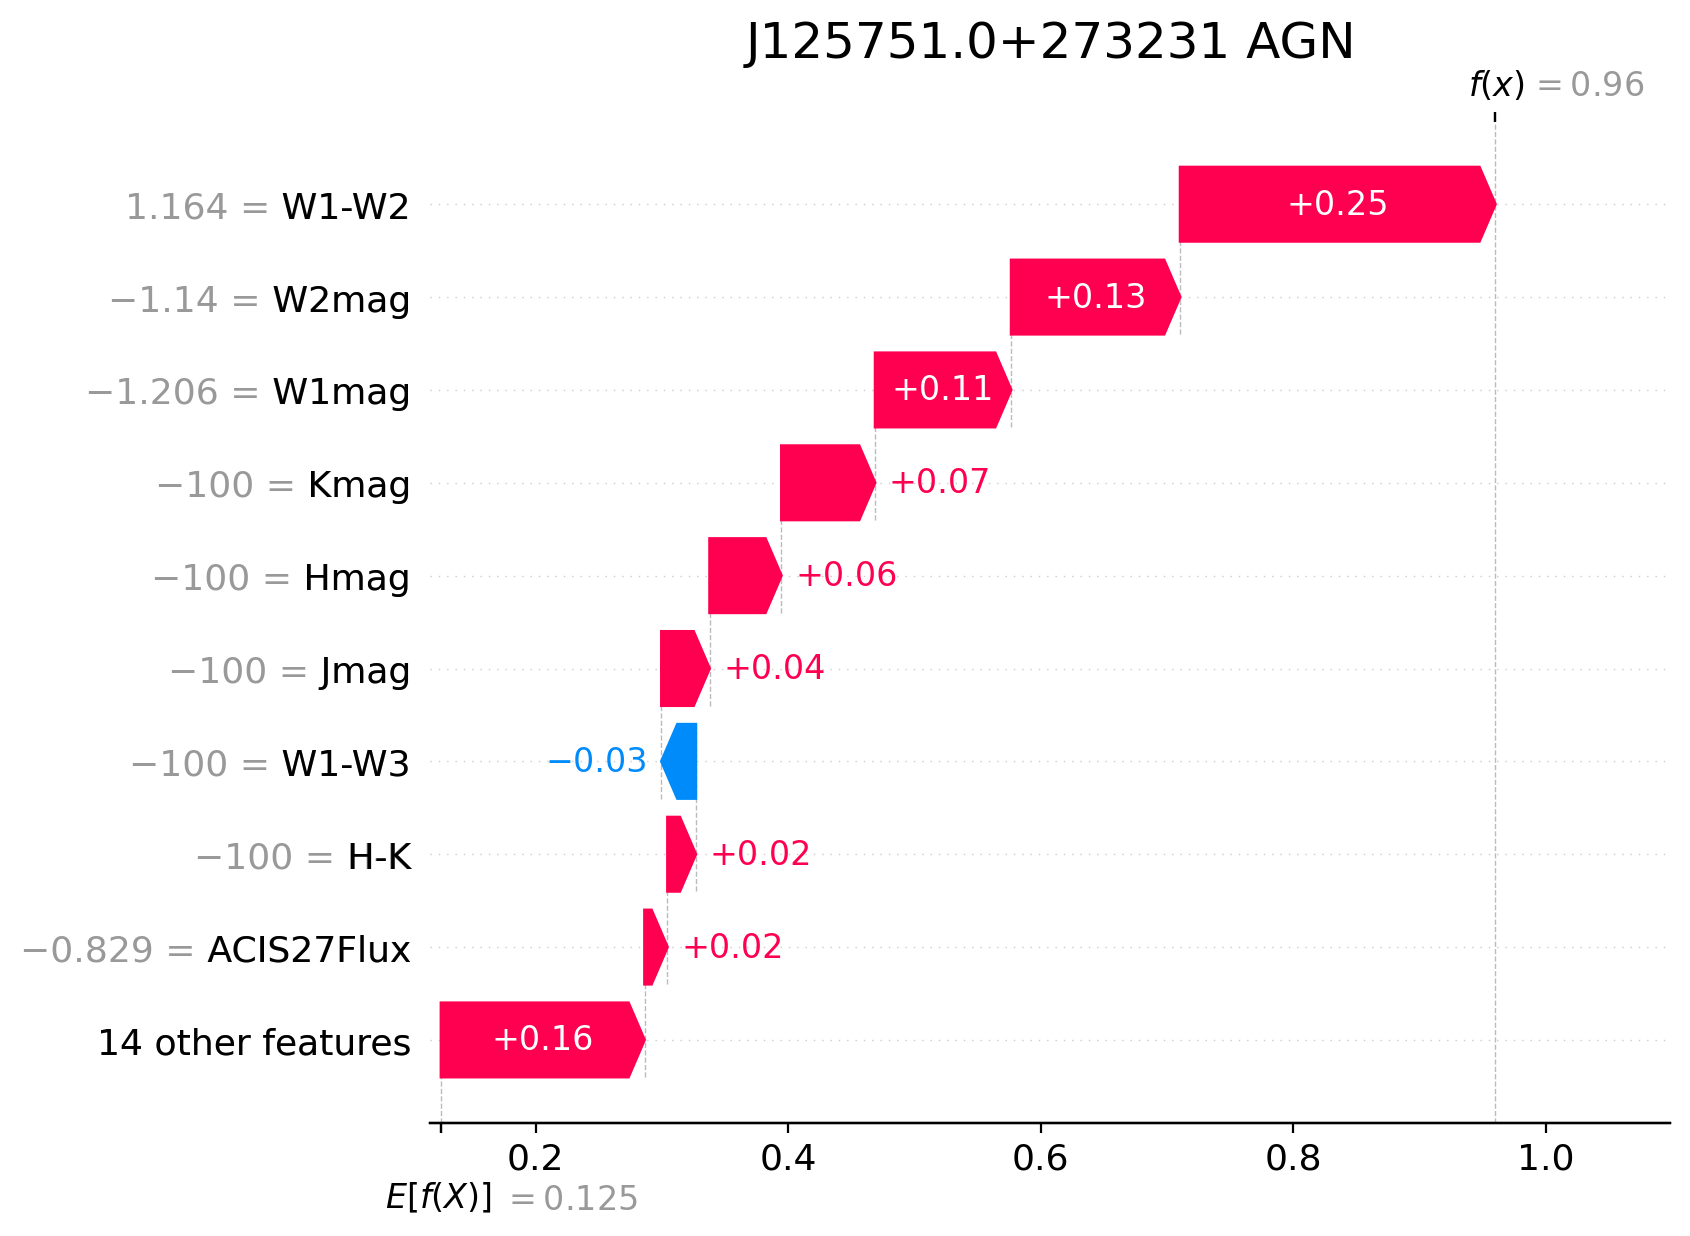 J125751.0+273231 AGN
f(x) = 0.96
1.164 = W1-W2
+0.25
−1.14 = W2mag
+0.13
−1.206 = W1mag
+0.11
−100 = Kmag
+0.07
−100 = Hmag
+0.06
−100 = Jmag
+0.04
−100 = W1-W3
−0.03
−100 = H-K
+0.02
−0.829 = ACIS27Flux
+0.02
14 other features
+0.16
0.2 0.4 0.6 0.8 1.0
E[f(X)] = 0.125